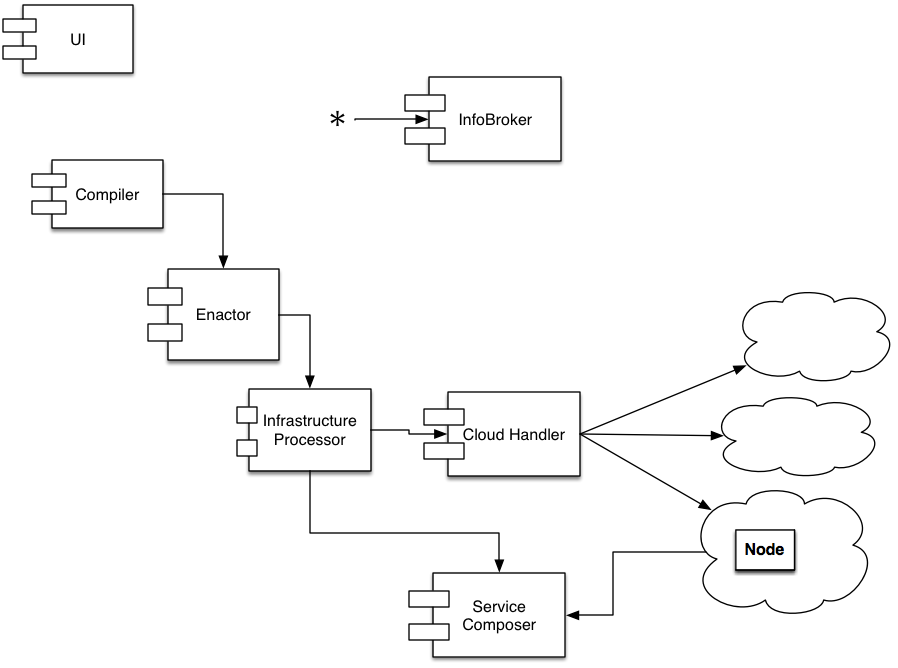 UI
*
InfoBroker
Compiler
Enactor
Infrastructure
Processor
Cloud Handler
Node
Service
Composer